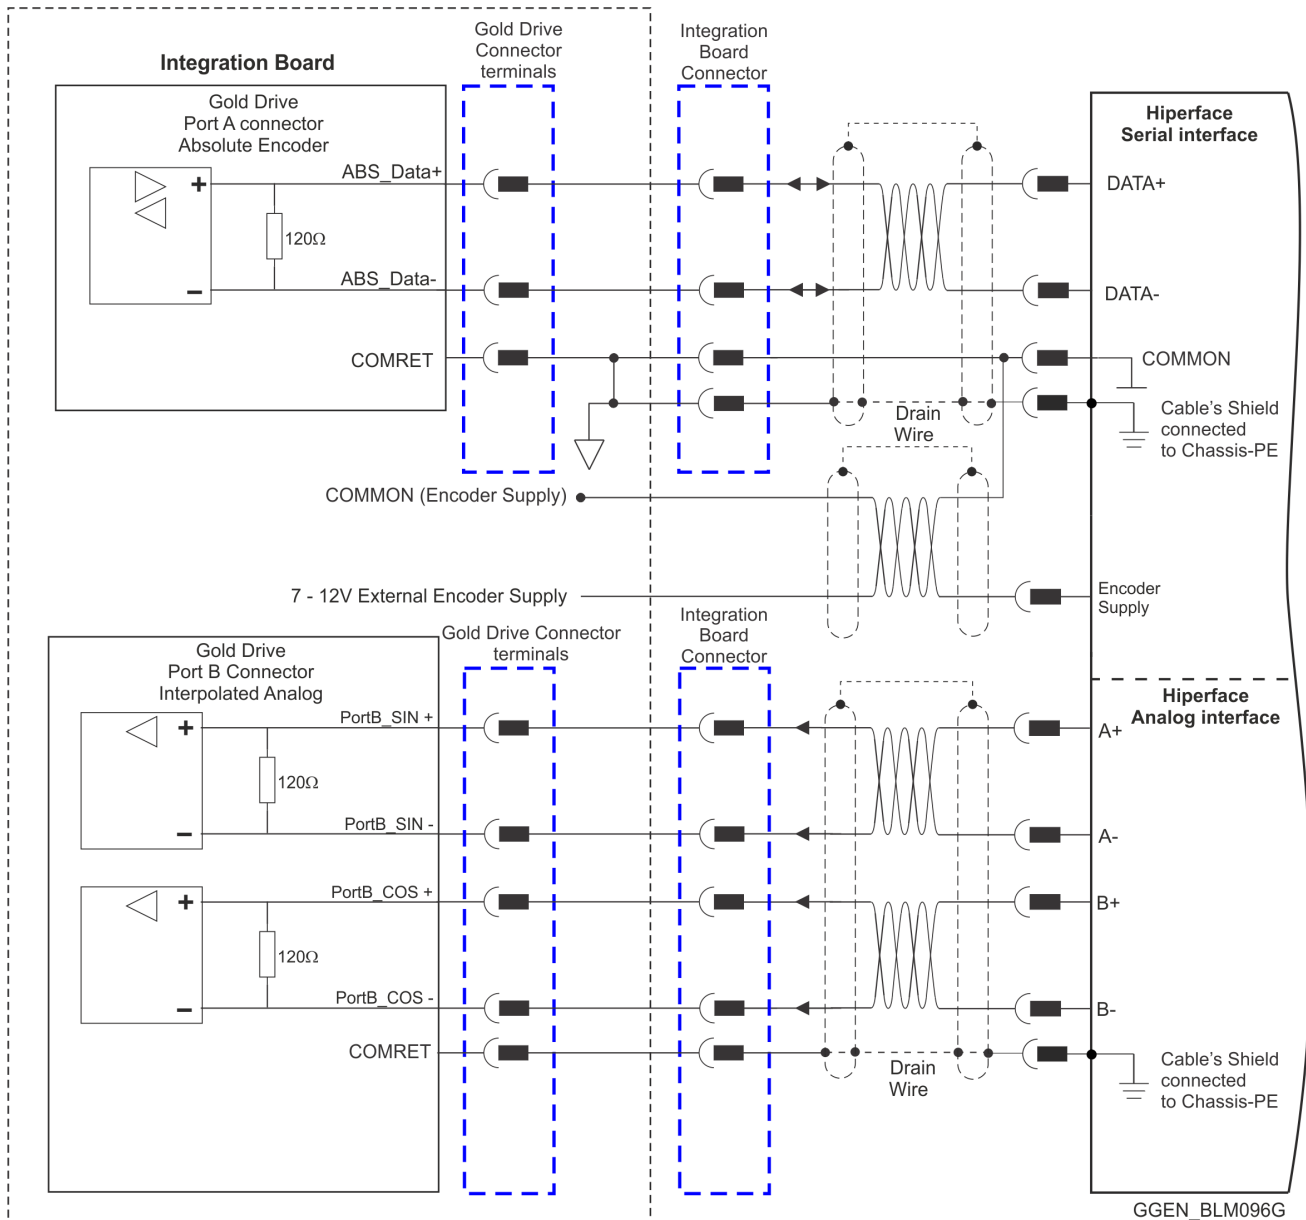 Integration Board
Gold Drive
Connector
terminals
Integration
Board
Connector
Gold Drive
Port A connector
Absolute Encoder
+
−
120Ω
ABS_Data+
ABS_Data-
COMRET
Hiperface
Serial interface
DATA+
DATA-
COMMON
Cable's Shield
connected
to Chassis-PE
Drain
Wire
COMMON (Encoder Supply)
7 - 12V External Encoder Supply
Encoder
Supply
Gold Drive Connector
terminals
Integration
Board
Connector
Gold Drive
Port B Connector
Interpolated Analog
+
−
120Ω
PortB_SIN +
PortB_SIN -
+
−
120Ω
PortB_COS +
PortB_COS -
COMRET
Hiperface
Analog interface
A+
A-
B+
B-
Drain
Wire
Cable's Shield
connected
to Chassis-PE
GGEN_BLM096G